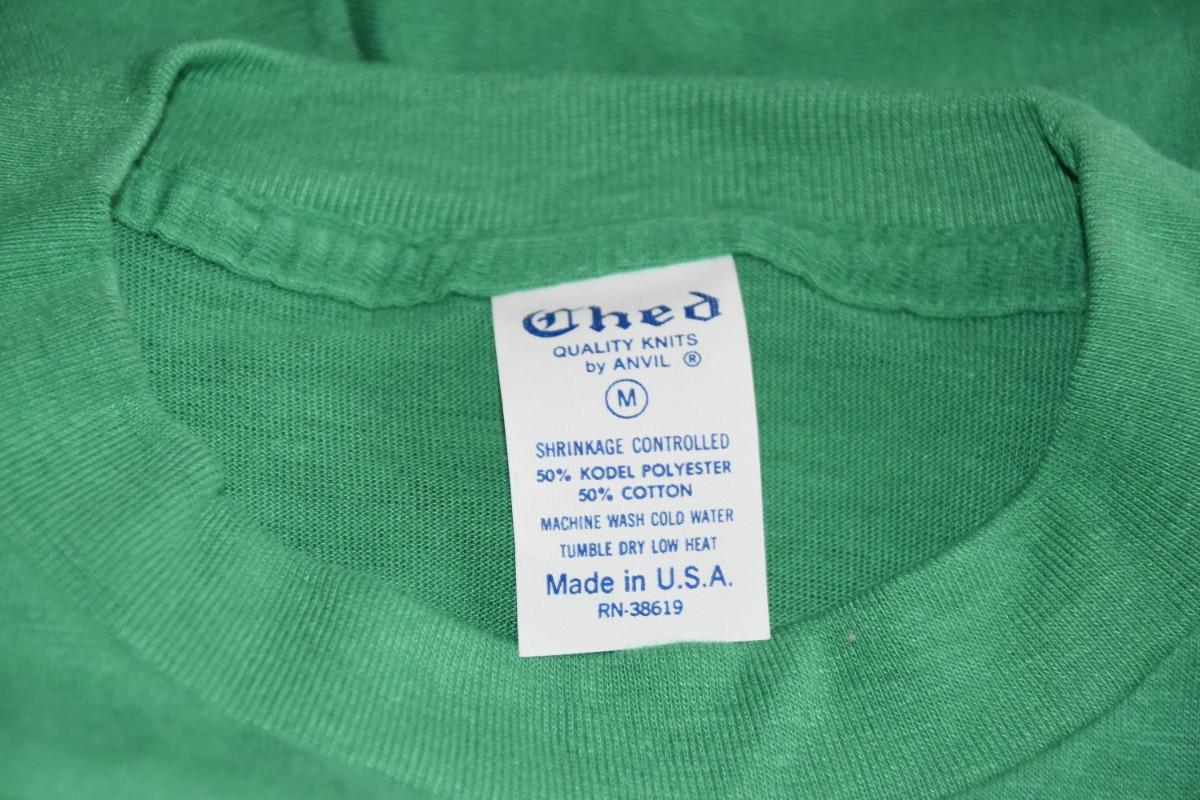 Ched
QUALITY KNITS
by ANVIL ®
M
SHRINKAGE CONTROLLED
50% KODEL POLYESTER
50% COTTON
MACHINE WASH COLD WATER
TUMBLE DRY LOW HEAT
Made in U.S.A.
RN-38619